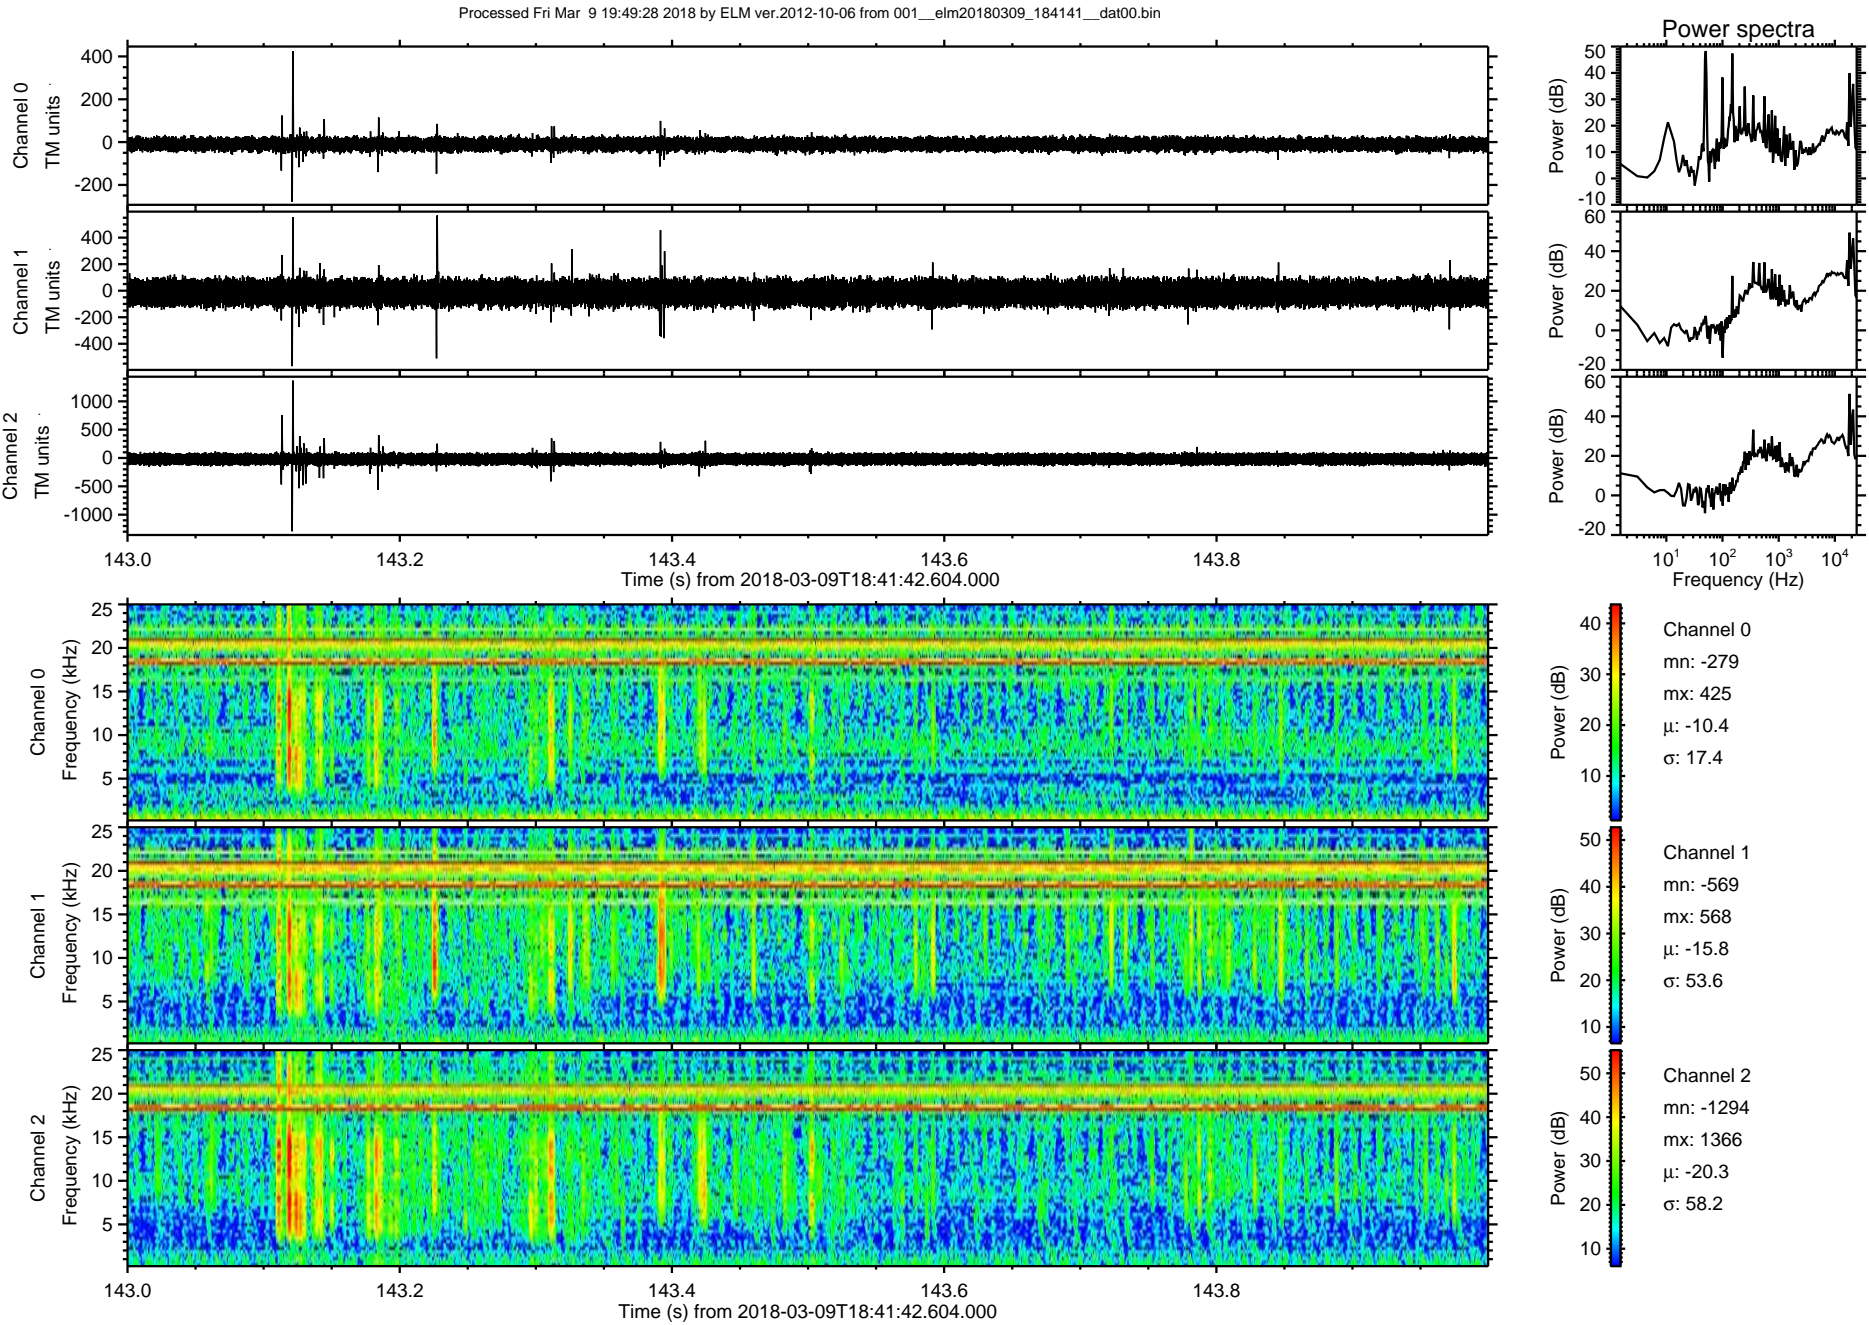 Processed Fri Mar  9 19:49:28 2018 by ELM ver.2012-10-06 from 001__elm20180309_184141__dat00.bin
Power spectra
Channel 0
TM units
400
200
0
-200
Power (dB)
50
40
30
20
10
0
-10
Channel 1
TM units
400
200
0
-200
-400
Power (dB)
60
40
20
0
-20
Channel 2
TM units
1000
500
0
-500
-1000
Power (dB)
60
40
20
0
-20
143.0 143.2 143.4 143.6 143.8
Time (s) from 2018-03-09T18:41:42.604.000
10^1 10^2 10^3 10^4
Frequency (Hz)
Channel 0
Frequency (kHz)
25
20
15
10
5
Power (dB)
40
30
20
10
Channel 0
mn: -279
mx: 425
μ: -10.4
σ: 17.4
Channel 1
Frequency (kHz)
25
20
15
10
5
Power (dB)
50
40
30
20
10
Channel 1
mn: -569
mx: 568
μ: -15.8
σ: 53.6
Channel 2
Frequency (kHz)
25
20
15
10
5
Power (dB)
50
40
30
20
10
Channel 2
mn: -1294
mx: 1366
μ: -20.3
σ: 58.2
143.0 143.2 143.4 143.6 143.8
Time (s) from 2018-03-09T18:41:42.604.000